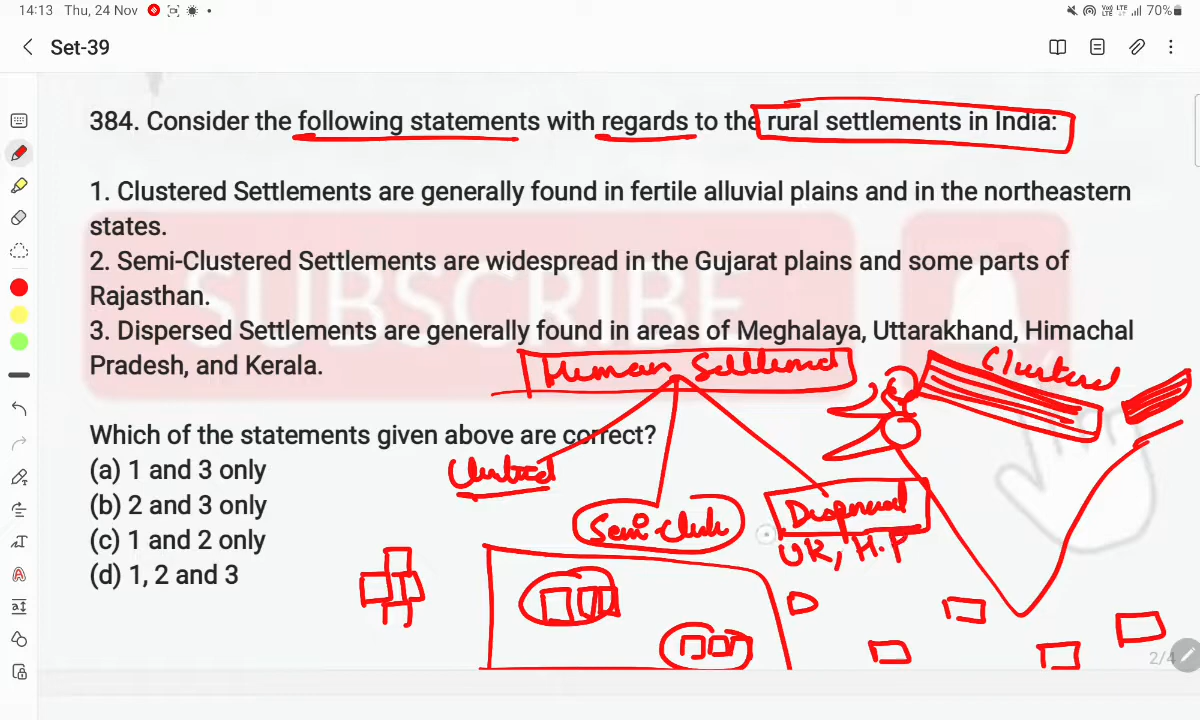 14:13 Thu, 24 Nov 70%
Set-39
384. Consider the following statements with regards to the rural settlements in India:
1. Clustered Settlements are generally found in fertile alluvial plains and in the northeastern
states.
2. Semi-Clustered Settlements are widespread in the Gujarat plains and some parts of
Rajasthan.
3. Dispersed Settlements are generally found in areas of Meghalaya, Uttarakhand, Himachal
Pradesh, and Kerala.
SUBSCRIBE
Human Settlement
Clustered
Which of the statements given above are correct?
(a) 1 and 3 only
(b) 2 and 3 only
(c) 1 and 2 only
(d) 1, 2 and 3
Clustered
Semi-Club
Dispersed
UK, H.P
2/4